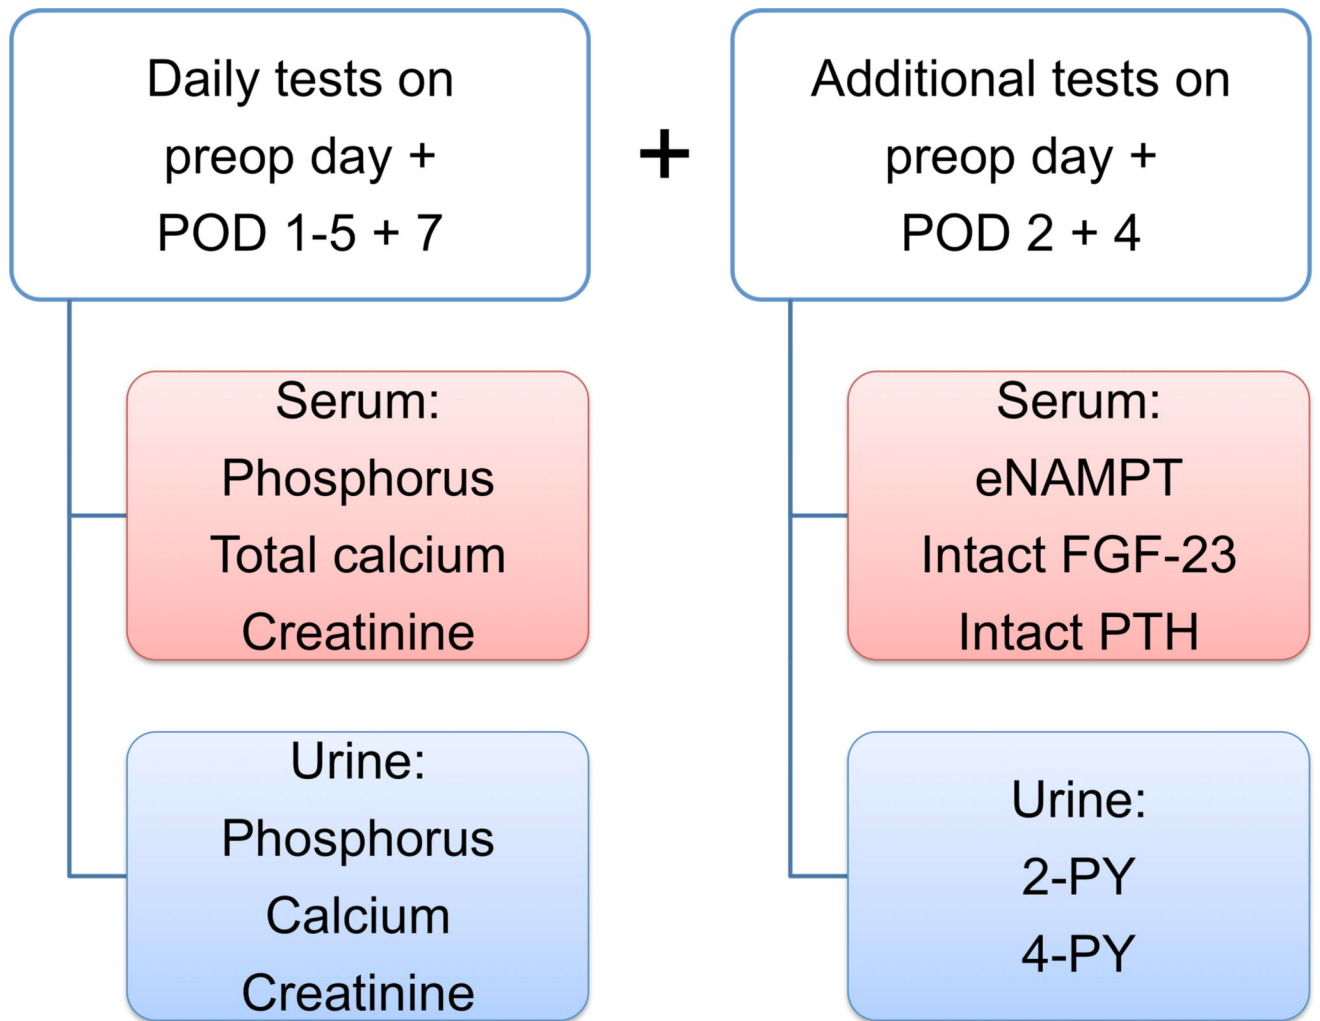 Daily tests on
preop day +
POD 1-5 + 7
+
Additional tests on
preop day +
POD 2 + 4
Serum:
Phosphorus
Total calcium
Creatinine
Serum:
eNAMPT
Intact FGF-23
Intact PTH
Urine:
Phosphorus
Calcium
Creatinine
Urine:
2-PY
4-PY